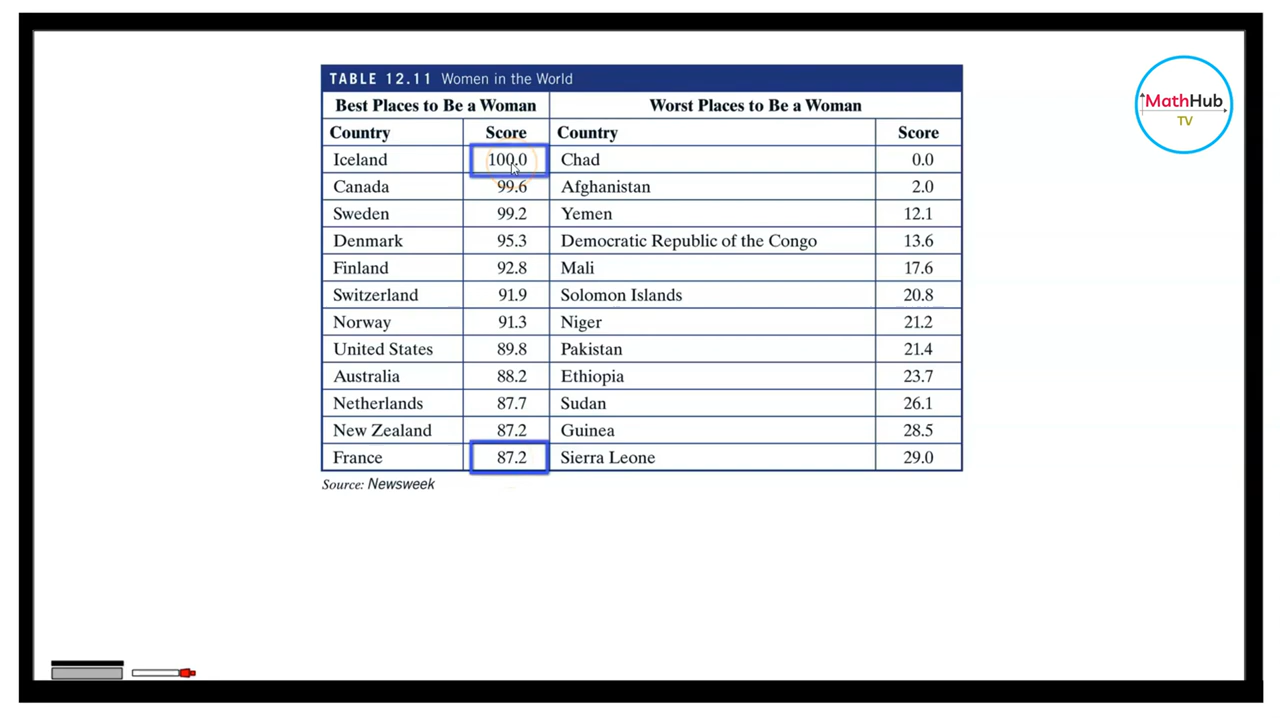 TABLE 12.11 Women in the World
Best Places to Be a Woman Worst Places to Be a Woman
Country Score Country Score
Iceland 100.0 Chad 0.0
Canada 99.6 Afghanistan 2.0
Sweden 99.2 Yemen 12.1
Denmark 95.3 Democratic Republic of the Congo 13.6
Finland 92.8 Mali 17.6
Switzerland 91.9 Solomon Islands 20.8
Norway 91.3 Niger 21.2
United States 89.8 Pakistan 21.4
Australia 88.2 Ethiopia 23.7
Netherlands 87.7 Sudan 26.1
New Zealand 87.2 Guinea 28.5
France 87.2 Sierra Leone 29.0
Source: Newsweek
MathHub
TV